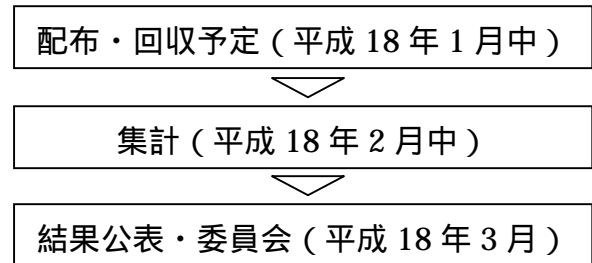 配布・回収予定（平成 18 年 1 月中）
集計（平成 18 年 2 月中）
結果公表・委員会（平成 18 年 3 月）